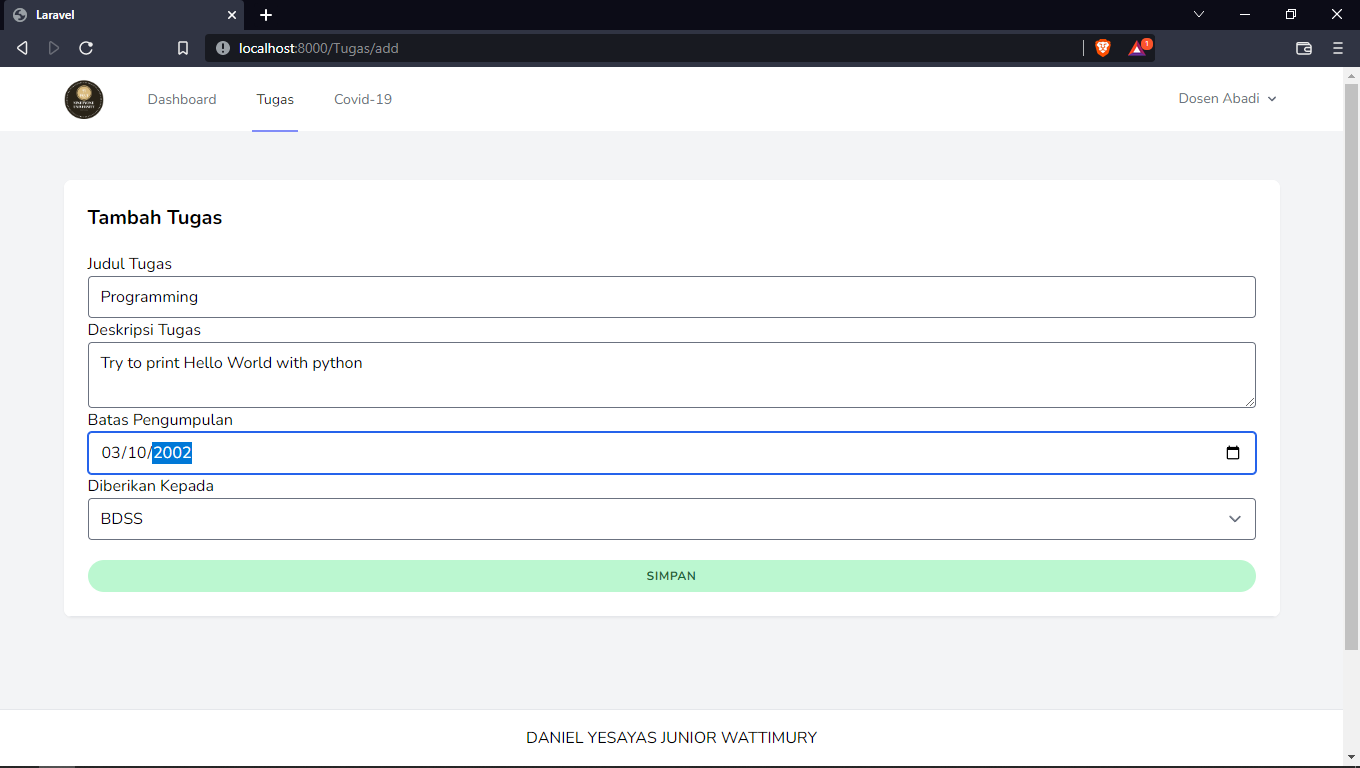 Laravel
localhost:8000/Tugas/add
1
Dashboard
Tugas
Covid-19
Dosen Abadi
Tambah Tugas
Judul Tugas
Programming
Deskripsi Tugas
Try to print Hello World with python
Batas Pengumpulan
03/10/2002
Diberikan Kepada
BDSS
SIMPAN
DANIEL YESAYAS JUNIOR WATTIMURY